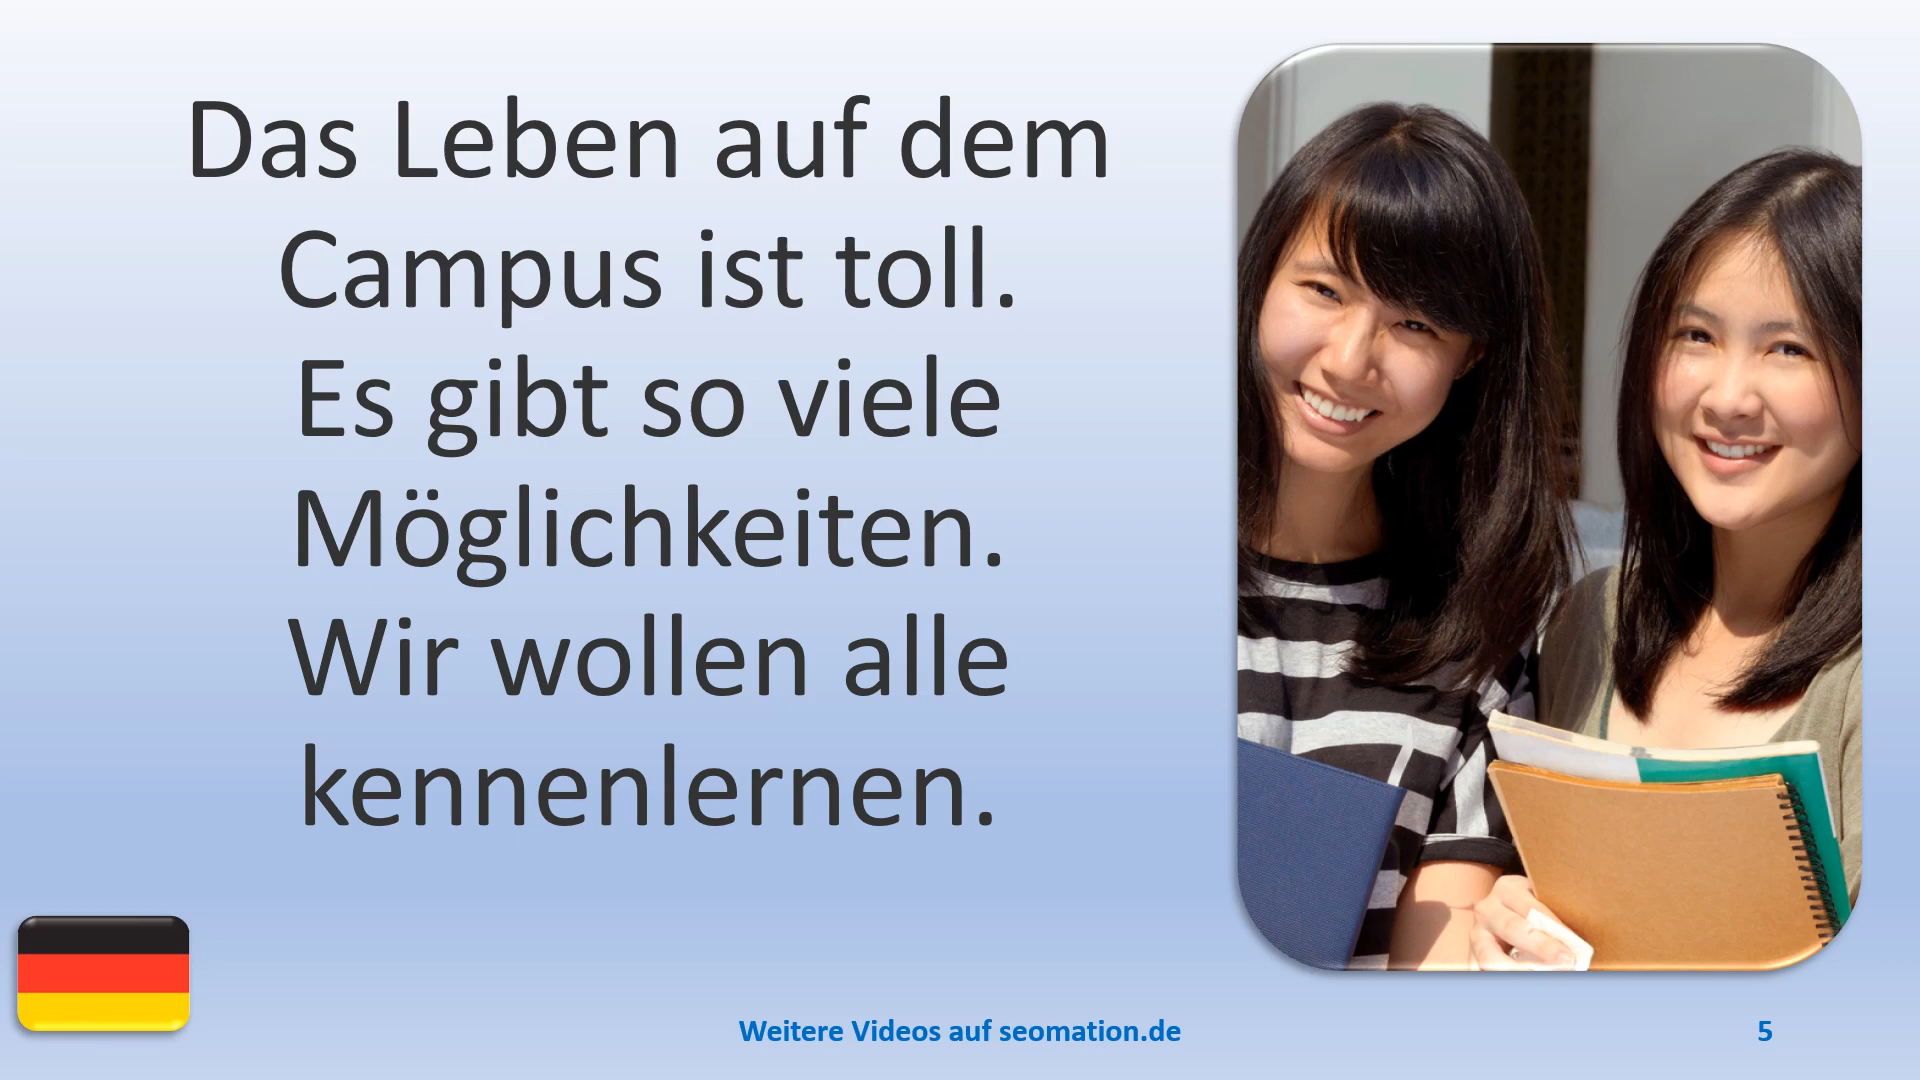 Das Leben auf dem
Campus ist toll.
Es gibt so viele
Möglichkeiten.
Wir wollen alle
kennenlernen.
Weitere Videos auf seomation.de
5